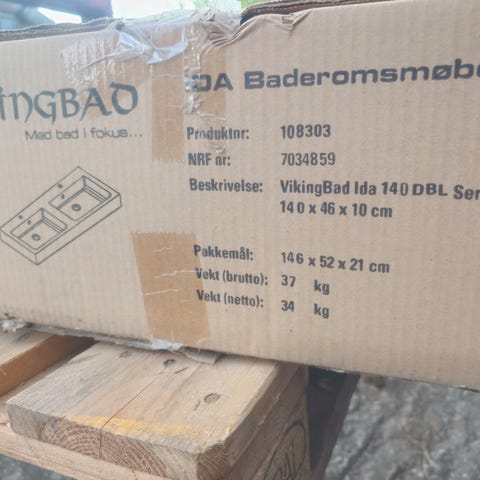 INGBAD
Med bad i fokus...
IDA Baderomsmøbe
Produktnr: 108303
NRF nr: 7034859
Beskrivelse: VikingBad Ida 140 DBL Ser
140 x 46 x 10 cm
Pakkemål: 146 x 52 x 21 cm
Vekt (brutto): 37 kg
Vekt (netto): 34 kg